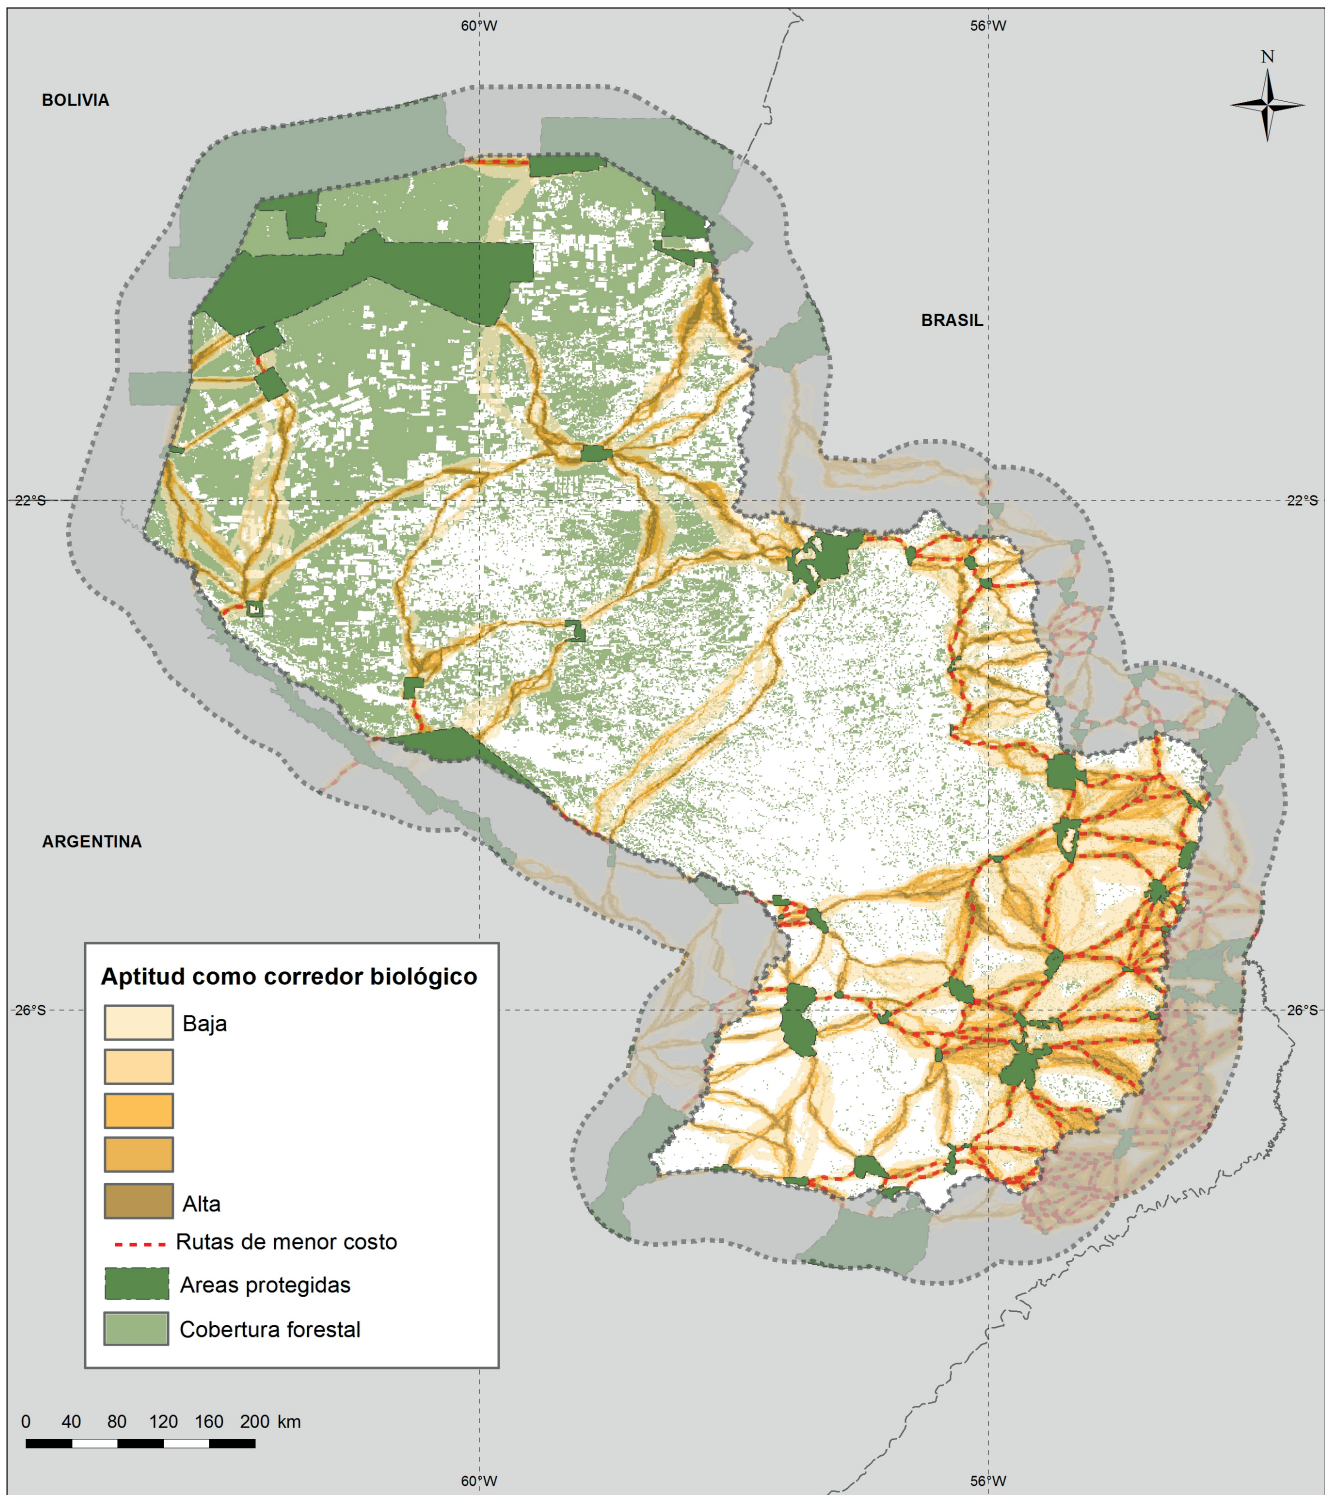 60°W 56°W
N
BOLIVIA
BRASIL
22°S 22°S
ARGENTINA
Aptitud como corredor biológico
Baja
Alta
Rutas de menor costo
Areas protegidas
Cobertura forestal
26°S 26°S
0 40 80 120 160 200 km
60°W 56°W